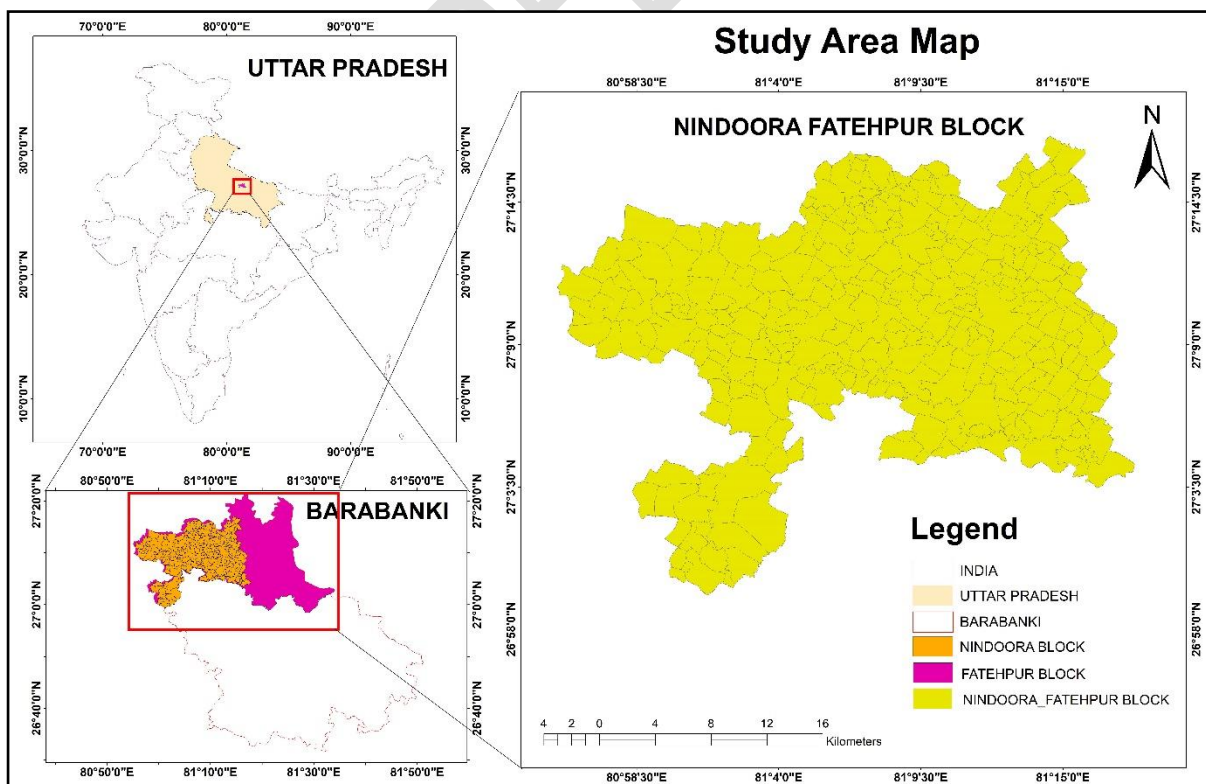 Study Area Map
70°0'0"E 80°0'0"E 90°0'0"E
UTTAR PRADESH
30°0'0"N 30°0'0"N
20°0'0"N 20°0'0"N
10°0'0"N 10°0'0"N
70°0'0"E 80°0'0"E 90°0'0"E
80°50'0"E 81°10'0"E 81°30'0"E 81°50'0"E
BARABANKI
27°20'0"N 27°20'0"N
27°0'0"N 27°0'0"N
26°40'0"N 26°40'0"N
80°50'0"E 81°10'0"E 81°30'0"E 81°50'0"E
80°58'30"E 81°4'0"E 81°9'30"E 81°15'0"E
NINDOORA FATEHPUR BLOCK
N
27°14'30"N 27°14'30"N
27°9'0"N 27°9'0"N
27°3'30"N 27°3'30"N
26°58'0"N 26°58'0"N
Legend
INDIA
UTTAR PRADESH
BARABANKI
NINDOORA BLOCK
FATEHPUR BLOCK
NINDOORA_FATEHPUR BLOCK
4 2 0 4 8 12 16
Kilometers
80°58'30"E 81°4'0"E 81°9'30"E 81°15'0"E